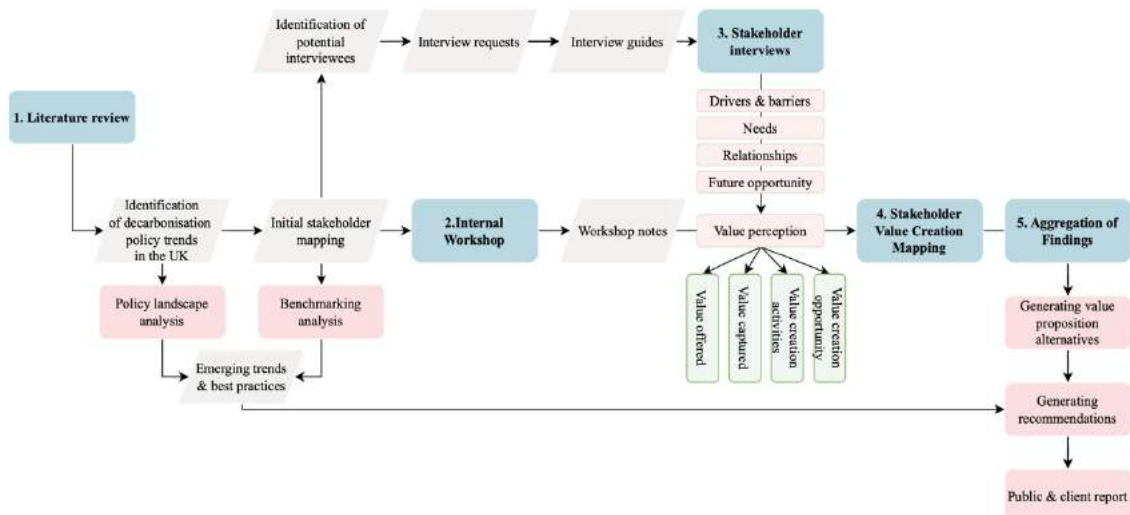 Identification of
potential
interviewees
Interview requests
Interview guides
3. Stakeholder
interviews
1. Literature review
Drivers & barriers
Needs
Relationships
Future opportunity
Identification
of decarbonisation
policy trends
in the UK
Initial stakeholder
mapping
2.Internal
Workshop
Workshop notes
Value perception
4. Stakeholder
Value Creation
Mapping
5. Aggregation of
Findings
Policy landscape
analysis
Benchmarking
analysis
Value offered
Value captured
Value creation
activities
Value creation
opportunity
Generating value
proposition
alternatives
Emerging trends
& best practices
Generating
recommendations
Public & client report